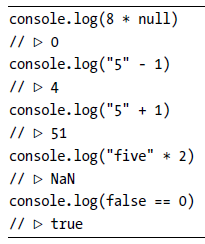 console.log(8 * null)
// ▷ 0
console.log("5" - 1)
// ▷ 4
console.log("5" + 1)
// ▷ 51
console.log("five" * 2)
// ▷ NaN
console.log(false == 0)
// ▷ true